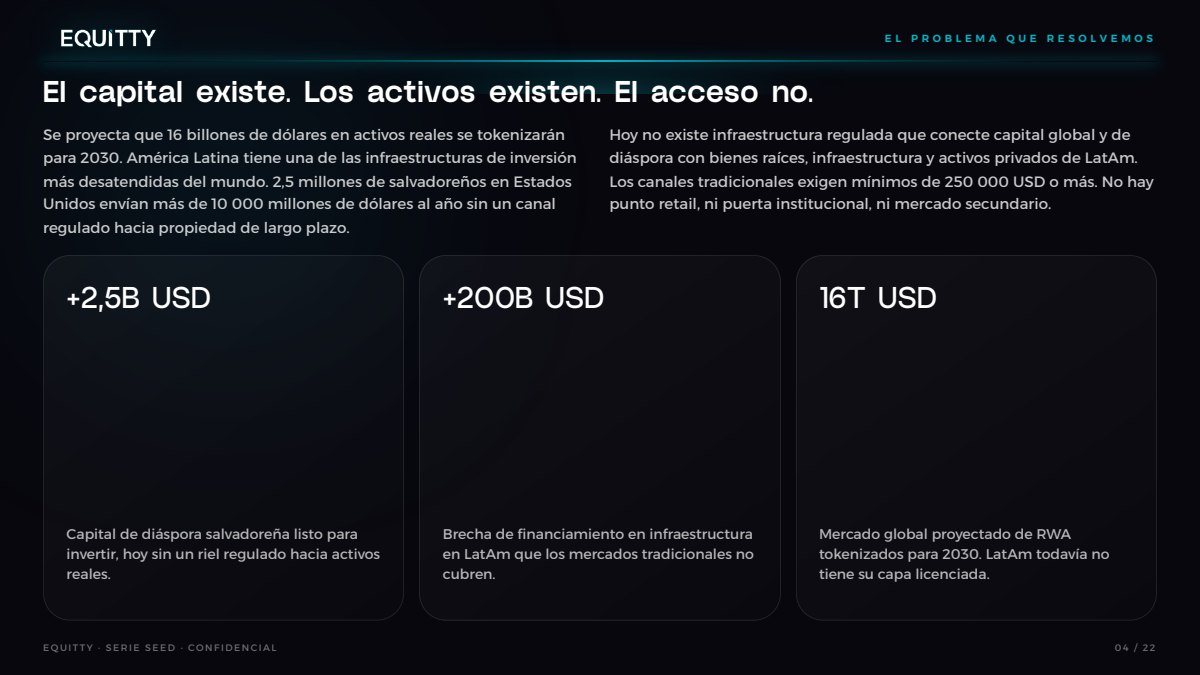 EQUITTY
EL PROBLEMA QUE RESOLVEMOS
El capital existe. Los activos existen. El acceso no.
Se proyecta que 16 billones de dólares en activos reales se tokenizarán
para 2030. América Latina tiene una de las infraestructuras de inversión
más desatendidas del mundo. 2,5 millones de salvadoreños en Estados
Unidos envían más de 10 000 millones de dólares al año sin un canal
regulado hacia propiedad de largo plazo.
Hoy no existe infraestructura regulada que conecte capital global y de
diáspora con bienes raíces, infraestructura y activos privados de LatAm.
Los canales tradicionales exigen mínimos de 250 000 USD o más. No hay
punto retail, ni puerta institucional, ni mercado secundario.
+2,5B USD
Capital de diáspora salvadoreña listo para
invertir, hoy sin un riel regulado hacia activos
reales.
+200B USD
Brecha de financiamiento en infraestructura
en LatAm que los mercados tradicionales no
cubren.
16T USD
Mercado global proyectado de RWA
tokenizados para 2030. LatAm todavía no
tiene su capa licenciada.
EQUITTY · SERIE SEED · CONFIDENCIAL
04 / 22